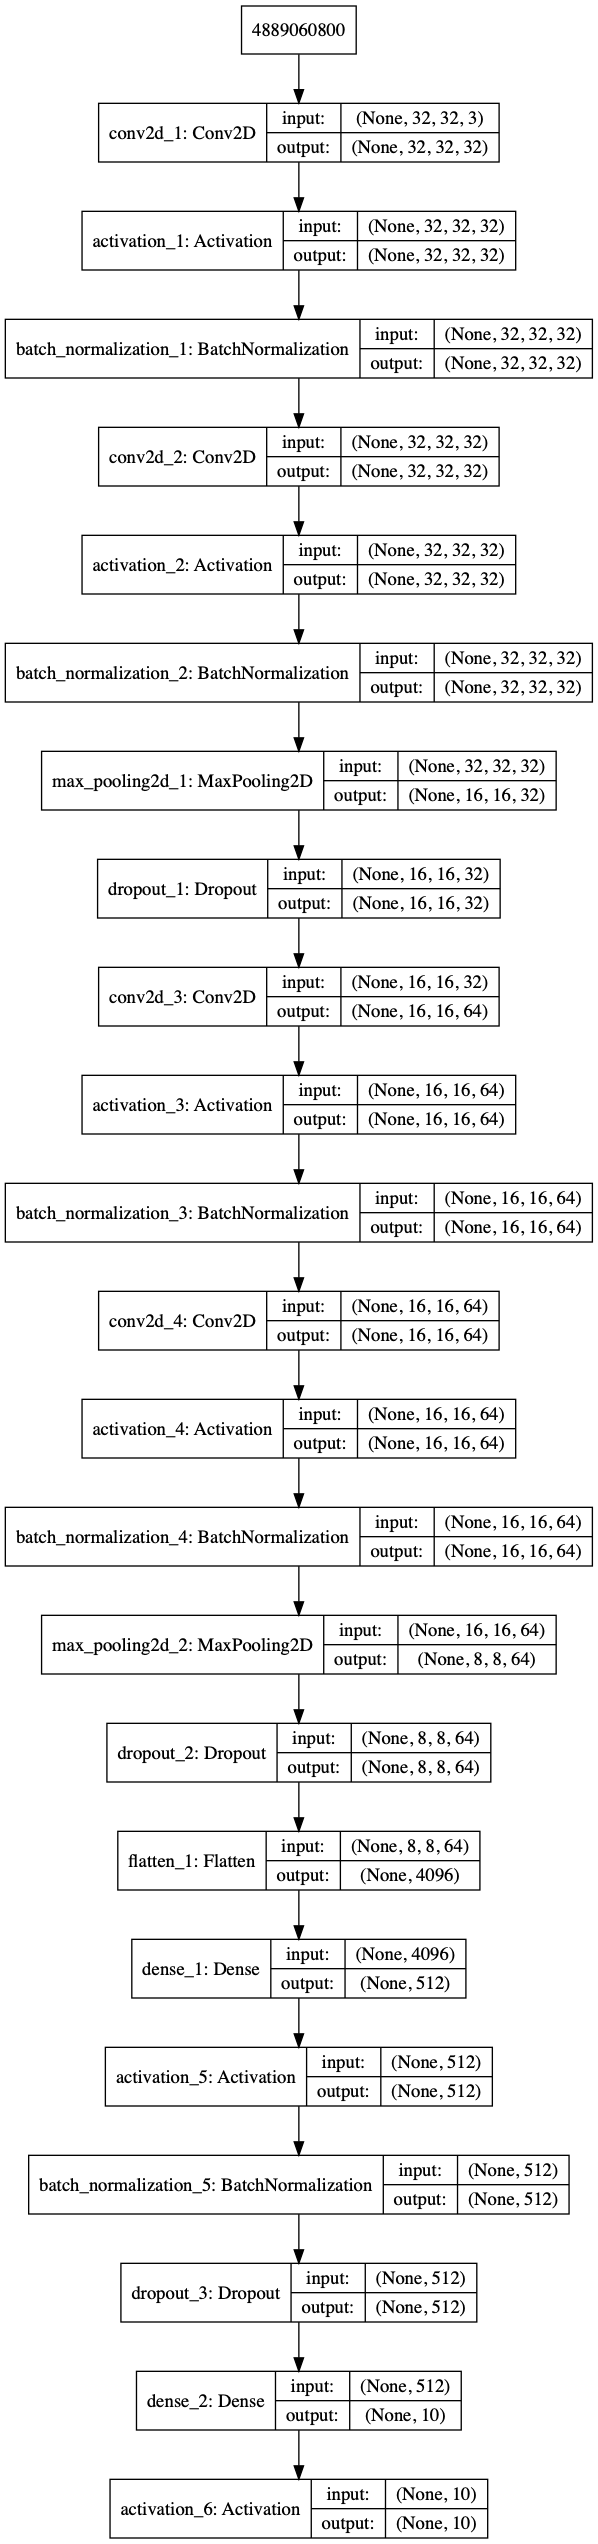 4889060800
conv2d_1: Conv2D
input: (None, 32, 32, 3)
output: (None, 32, 32, 32)
activation_1: Activation
input: (None, 32, 32, 32)
output: (None, 32, 32, 32)
batch_normalization_1: BatchNormalization
input: (None, 32, 32, 32)
output: (None, 32, 32, 32)
conv2d_2: Conv2D
input: (None, 32, 32, 32)
output: (None, 32, 32, 32)
activation_2: Activation
input: (None, 32, 32, 32)
output: (None, 32, 32, 32)
batch_normalization_2: BatchNormalization
input: (None, 32, 32, 32)
output: (None, 32, 32, 32)
max_pooling2d_1: MaxPooling2D
input: (None, 32, 32, 32)
output: (None, 16, 16, 32)
dropout_1: Dropout
input: (None, 16, 16, 32)
output: (None, 16, 16, 32)
conv2d_3: Conv2D
input: (None, 16, 16, 32)
output: (None, 16, 16, 64)
activation_3: Activation
input: (None, 16, 16, 64)
output: (None, 16, 16, 64)
batch_normalization_3: BatchNormalization
input: (None, 16, 16, 64)
output: (None, 16, 16, 64)
conv2d_4: Conv2D
input: (None, 16, 16, 64)
output: (None, 16, 16, 64)
activation_4: Activation
input: (None, 16, 16, 64)
output: (None, 16, 16, 64)
batch_normalization_4: BatchNormalization
input: (None, 16, 16, 64)
output: (None, 16, 16, 64)
max_pooling2d_2: MaxPooling2D
input: (None, 16, 16, 64)
output: (None, 8, 8, 64)
dropout_2: Dropout
input: (None, 8, 8, 64)
output: (None, 8, 8, 64)
flatten_1: Flatten
input: (None, 8, 8, 64)
output: (None, 4096)
dense_1: Dense
input: (None, 4096)
output: (None, 512)
activation_5: Activation
input: (None, 512)
output: (None, 512)
batch_normalization_5: BatchNormalization
input: (None, 512)
output: (None, 512)
dropout_3: Dropout
input: (None, 512)
output: (None, 512)
dense_2: Dense
input: (None, 512)
output: (None, 10)
activation_6: Activation
input: (None, 10)
output: (None, 10)